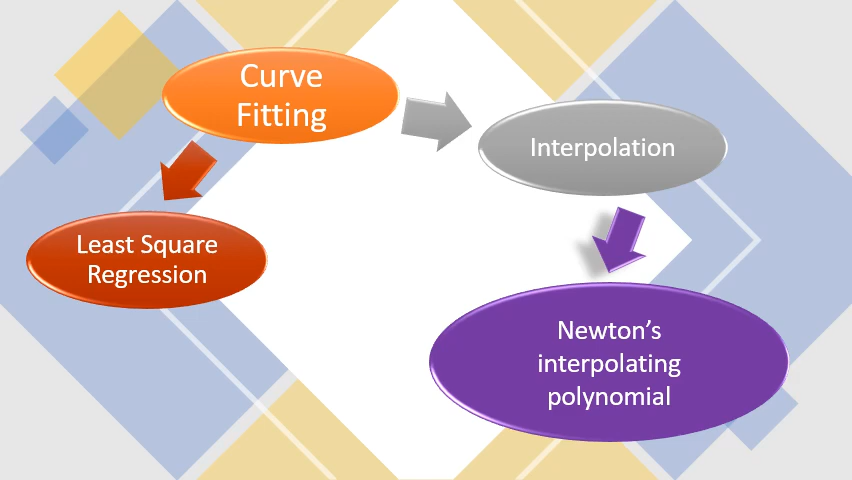 Curve
Fitting
Interpolation
Least Square
Regression
Newton’s
interpolating
polynomial